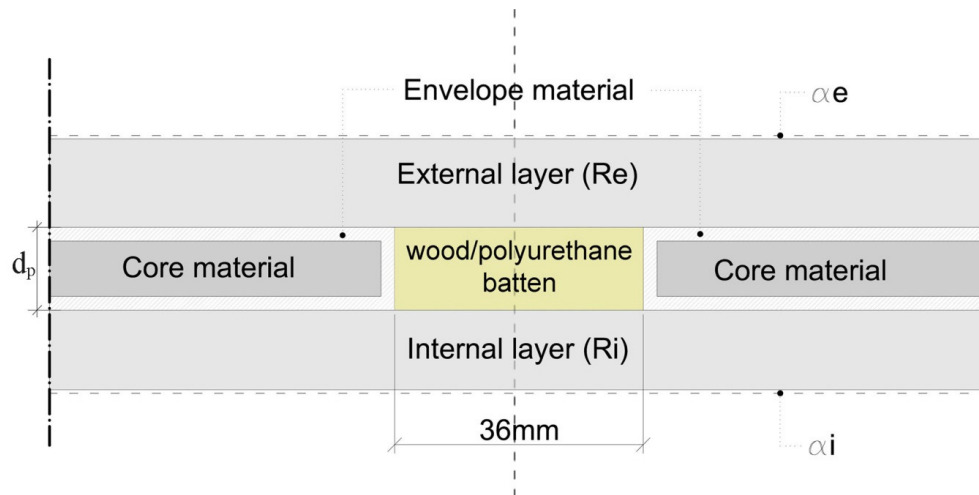 Envelope material
αe
External layer (Re)
dp
Core material
wood/polyurethane
batten
Core material
Internal layer (Ri)
36mm
αi